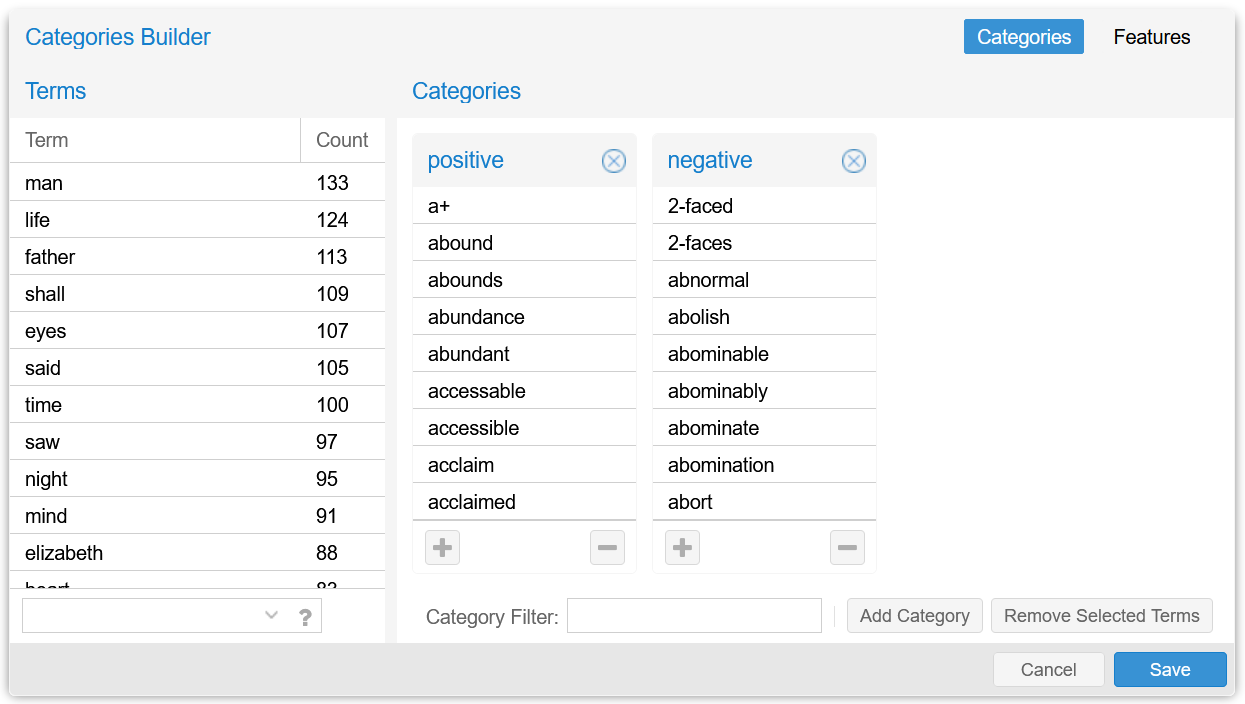 Categories Builder
Categories Features
Terms
Categories
Term Count
man 133
life 124
father 113
shall 109
eyes 107
said 105
time 100
saw 97
night 95
mind 91
elizabeth 88
positive
a+
abound
abounds
abundance
abundant
accessable
accessible
acclaim
acclaimed
negative
2-faced
2-faces
abnormal
abolish
abominable
abominably
abominate
abomination
abort
?
Category Filter:
Add Category
Remove Selected Terms
Cancel
Save